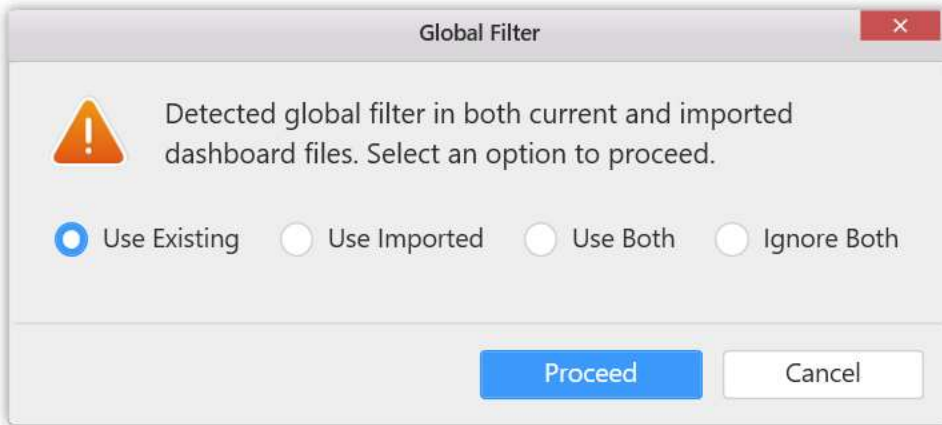 Global Filter
Detected global filter in both current and imported
dashboard files. Select an option to proceed.
Use Existing Use Imported Use Both Ignore Both
Proceed Cancel